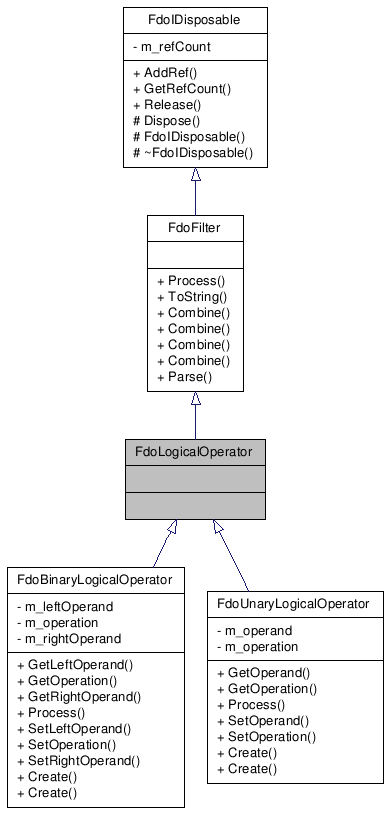 FdoIDisposable
- m_refCount
+ AddRef()
+ GetRefCount()
+ Release()
# Dispose()
# FdoIDisposable()
# ~FdoIDisposable()
FdoFilter
+ Process()
+ ToString()
+ Combine()
+ Combine()
+ Combine()
+ Combine()
+ Parse()
FdoLogicalOperator
FdoBinaryLogicalOperator
- m_leftOperand
- m_operation
- m_rightOperand
+ GetLeftOperand()
+ GetOperation()
+ GetRightOperand()
+ Process()
+ SetLeftOperand()
+ SetOperation()
+ SetRightOperand()
+ Create()
+ Create()
FdoUnaryLogicalOperator
- m_operand
- m_operation
+ GetOperand()
+ GetOperation()
+ Process()
+ SetOperand()
+ SetOperation()
+ Create()
+ Create()